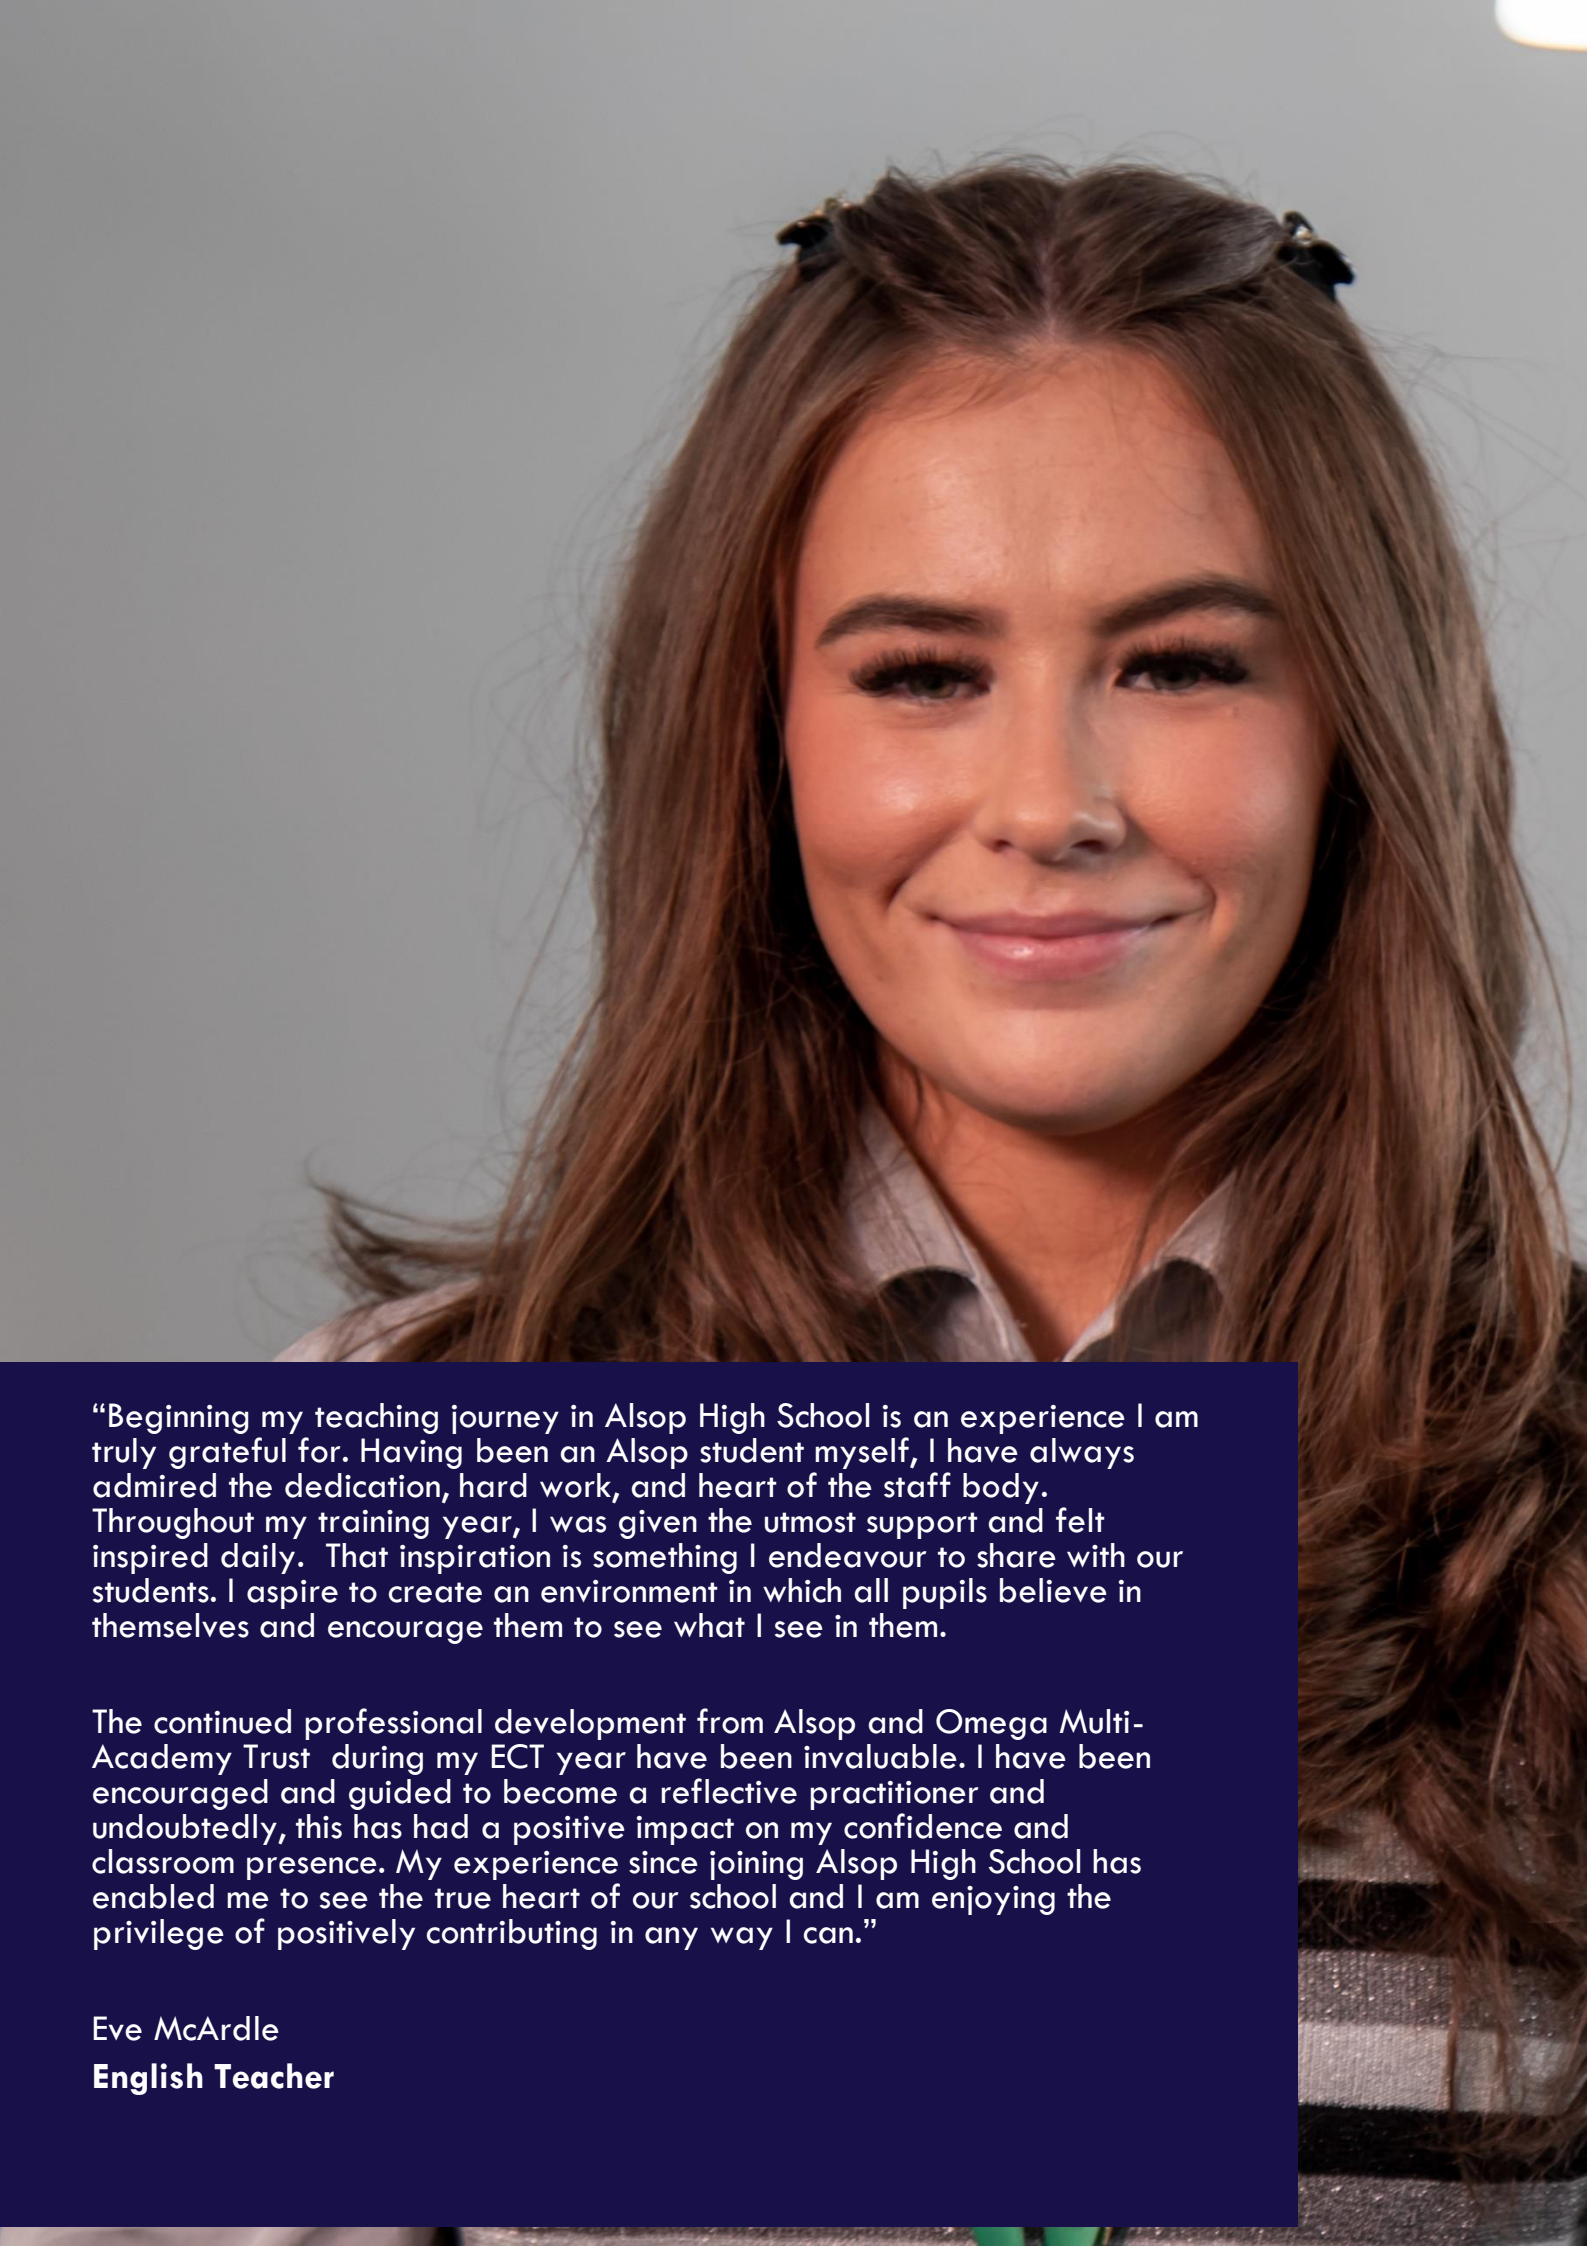 “Beginning my teaching journey in Alsop High School is an experience I am
truly grateful for. Having been an Alsop student myself, I have always
admired the dedication, hard work, and heart of the staff body.
Throughout my training year, I was given the utmost support and felt
inspired daily.  That inspiration is something I endeavour to share with our
students. I aspire to create an environment in which all pupils believe in
themselves and encourage them to see what I see in them.
The continued professional development from Alsop and Omega Multi-
Academy Trust  during my ECT year have been invaluable. I have been
encouraged and guided to become a reflective practitioner and
undoubtedly, this has had a positive impact on my confidence and
classroom presence. My experience since joining Alsop High School has
enabled me to see the true heart of our school and I am enjoying the
privilege of positively contributing in any way I can.”
Eve McArdle
English Teacher